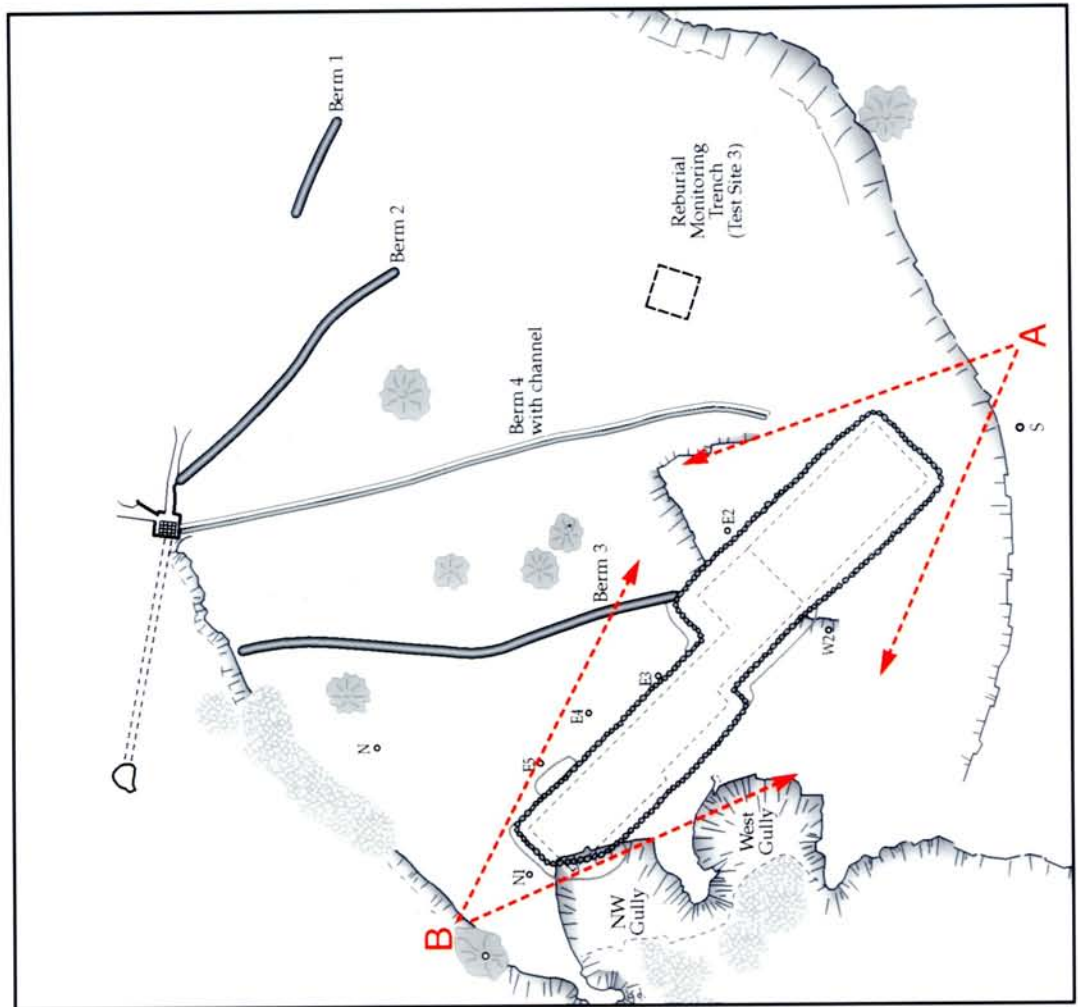 Berm 1
Berm 2
Reburial
Monitoring
Trench
(Test Site 3)
Berm 4
with channel
A
S
E2
Berm 3
W2
E3
E4
N
E5
West
Gully
N1
NW
Gully
B